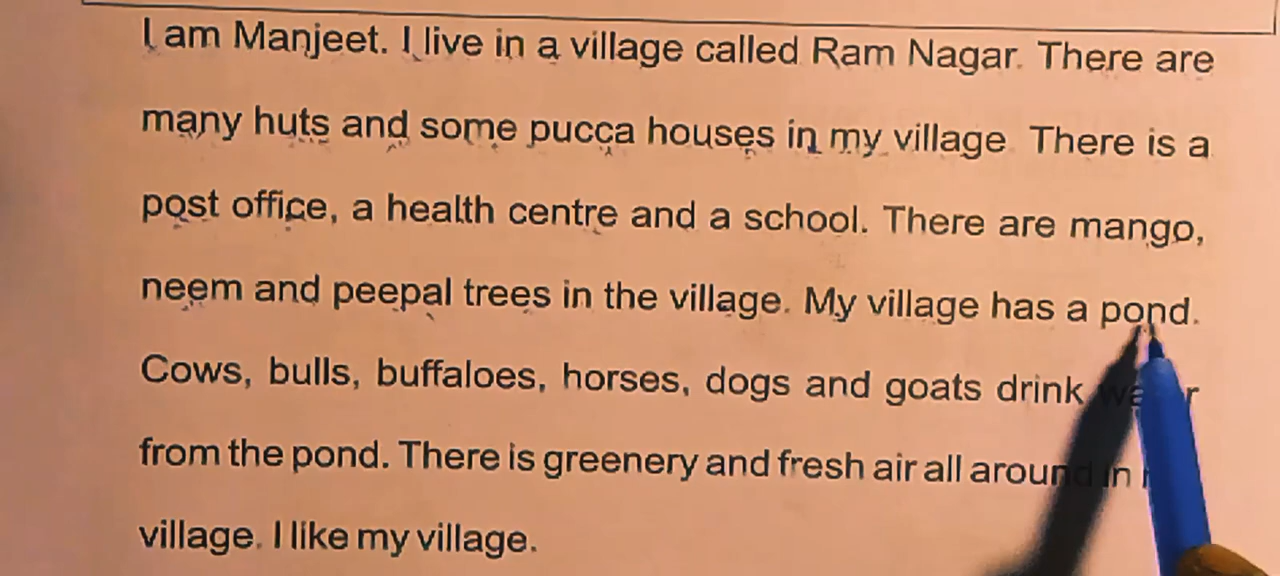 I am Manjeet. I live in a village called Ram Nagar. There are
many huts and some pucca houses in my village. There is a
post office, a health centre and a school. There are mango,
neem and peepal trees in the village. My village has a pond.
Cows, bulls, buffaloes, horses, dogs and goats drink
from the pond. There is greenery and fresh air all around in
village. I like my village.